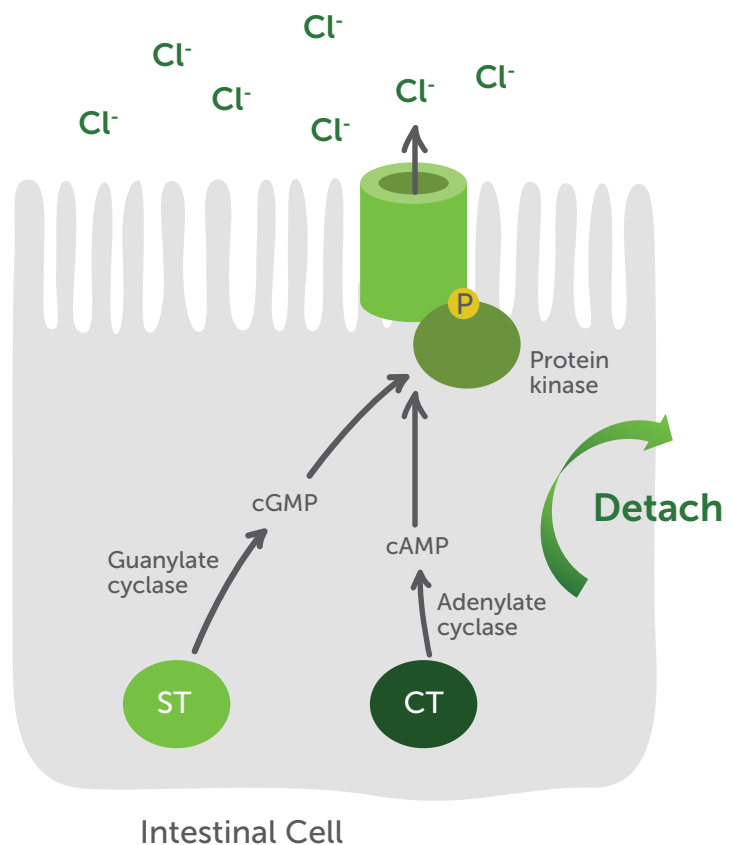 Cl-
Cl-
Cl-
Cl-
Cl-
Cl-
Cl-
P
Protein
kinase
cGMP
Detach
cAMP
Guanylate
cyclase
Adenylate
cyclase
ST
CT
Intestinal Cell